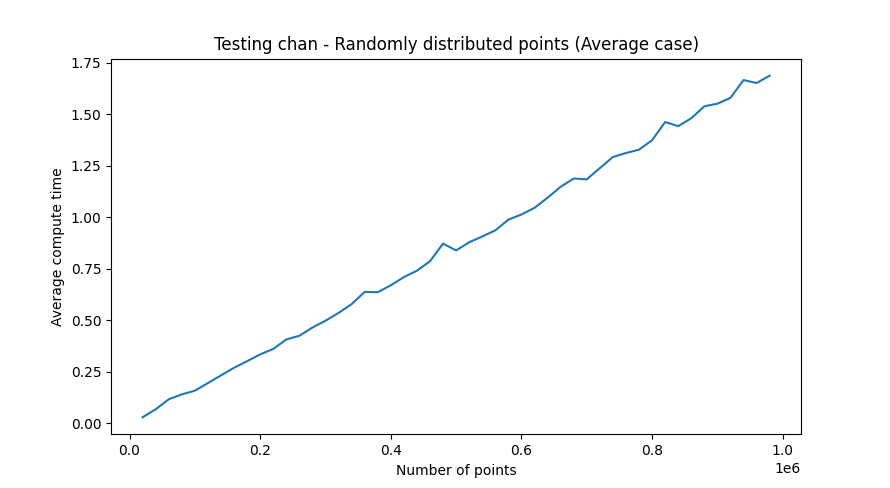 Testing chan - Randomly distributed points (Average case)
Average compute time
1.75
1.50
1.25
1.00
0.75
0.50
0.25
0.00
0.0 0.2 0.4 0.6 0.8 1.0
1e6
Number of points